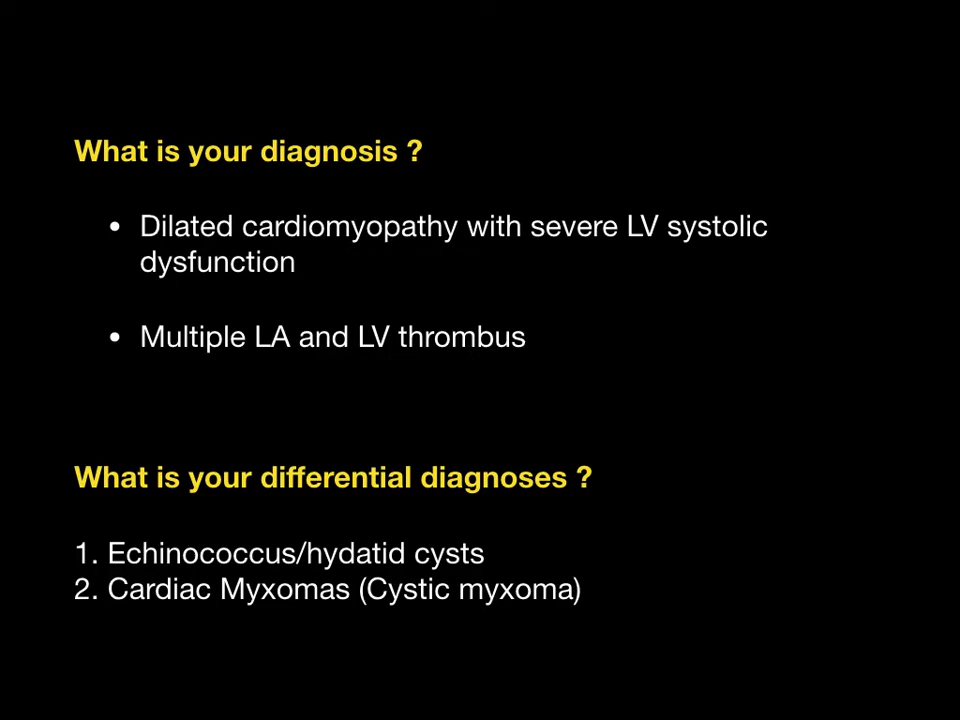 What is your diagnosis ?
• Dilated cardiomyopathy with severe LV systolic
dysfunction
• Multiple LA and LV thrombus
What is your differential diagnoses ?
1. Echinococcus/hydatid cysts
2. Cardiac Myxomas (Cystic myxoma)